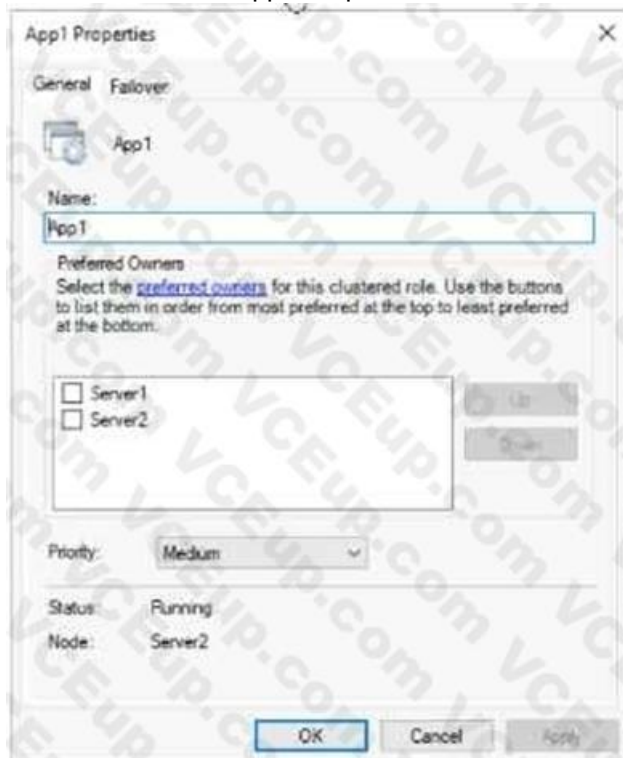 App1 Properties
General Failover
App1
Name:
App1
Preferred Owners
Select the preferred owners for this clustered role. Use the buttons
to list them in order from most preferred at the top to least preferred
at the bottom.
Server1
Server2
Up
Down
Priority: Medium
Status: Running
Node: Server2
OK Cancel Apply
VCEup.com